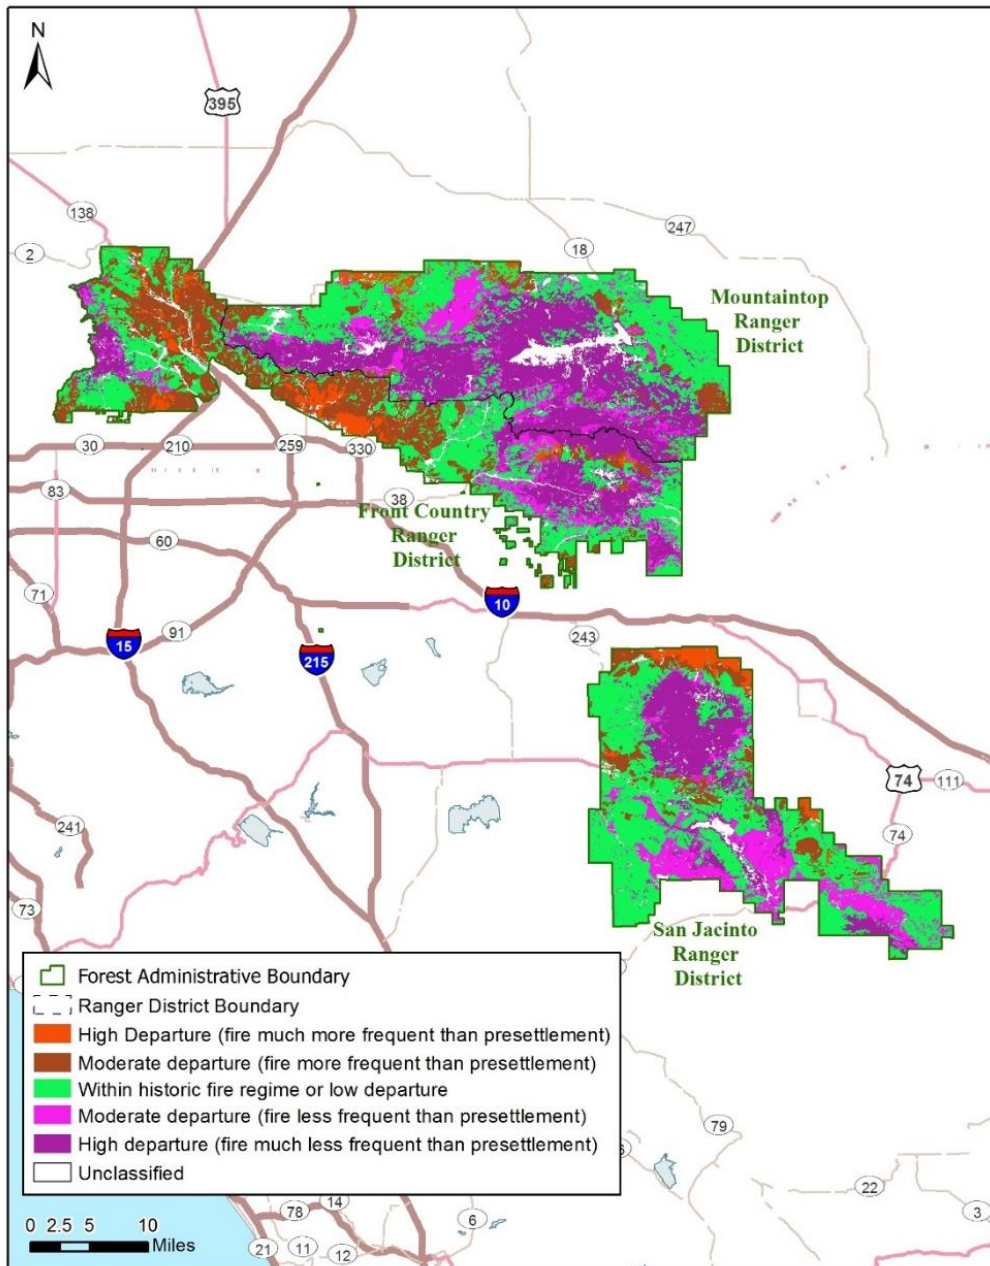 N
395
138
2
247
18
Mountaintop
Ranger
District
30
210
259
330
83
38
Front Country
Ranger
District
60
71
10
91
15
215
243
74
111
241
74
73
San Jacinto
Ranger
District
Forest Administrative Boundary
Ranger District Boundary
High Departure (fire much more frequent than presettlement)
Moderate departure (fire more frequent than presettlement)
Within historic fire regime or low departure
Moderate departure (fire less frequent than presettlement)
High departure (fire much less frequent than presettlement)
Unclassified
79
22
3
78
14
6
21
11
12
0 2.5 5 10
Miles